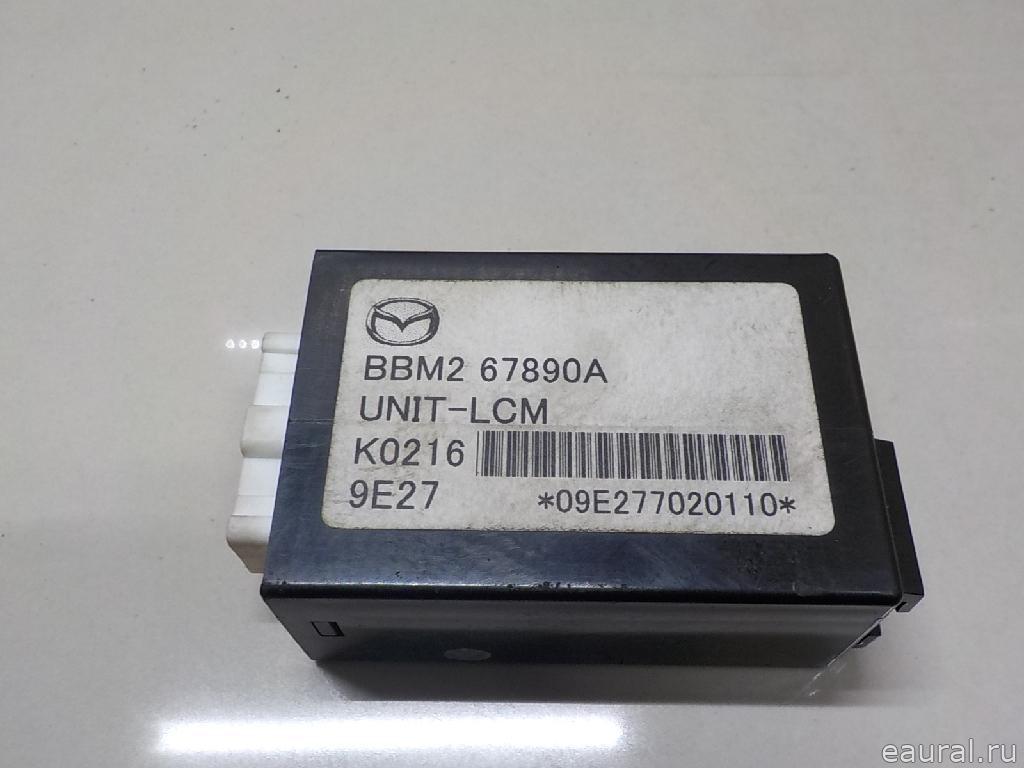 BBM2 67890A
UNIT-LCM
K0216
9E27 *09E277020110*
eaural.ru